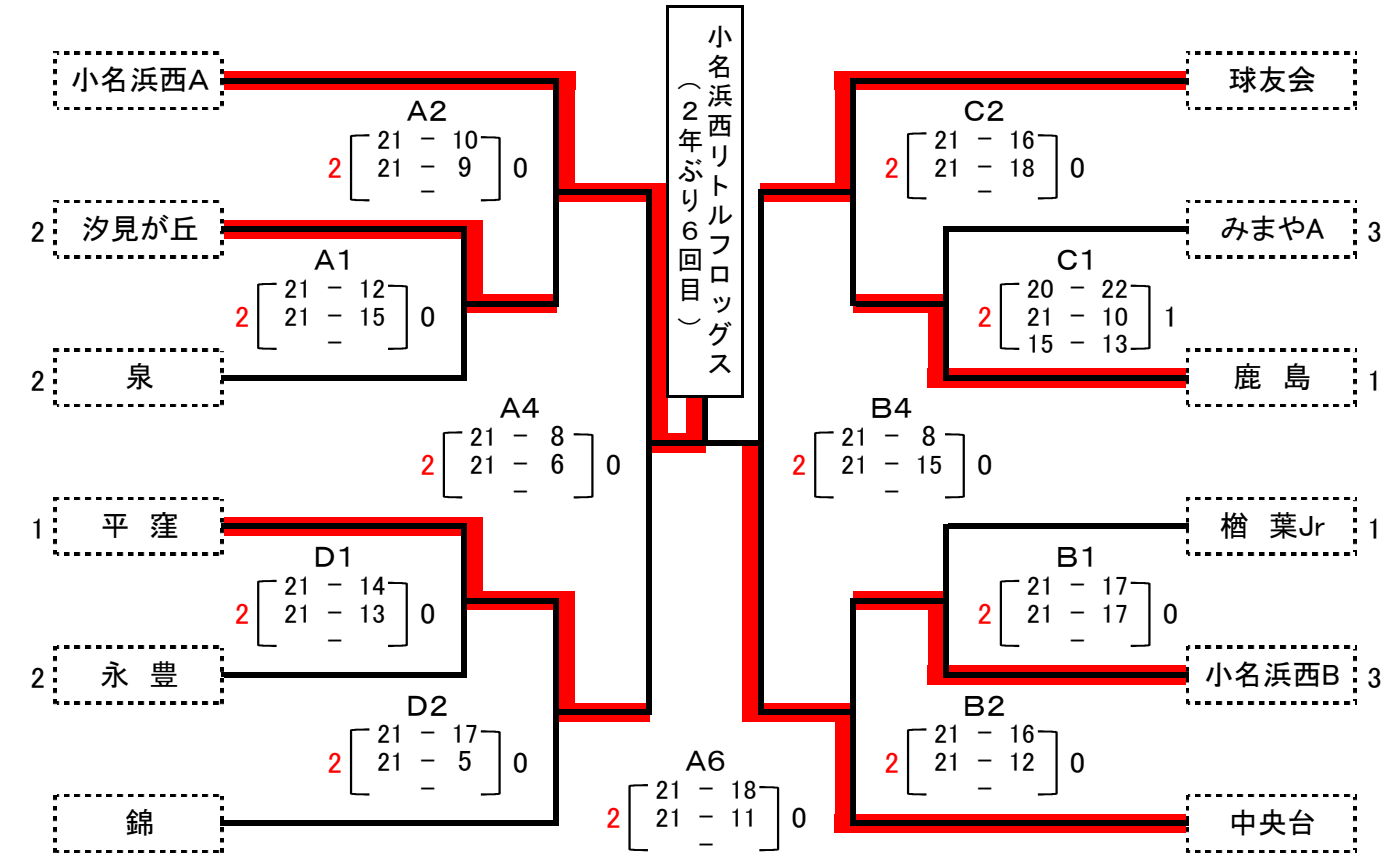 小名浜西リトルフロッグス
（２年ぶり６回目）
小名浜西A
球友会
A2
21 － 10
2 21 － 9 0
－
C2
21 － 16
2 21 － 18 0
－
2 汐見が丘
みまやA 3
A1
21 － 12
2 21 － 15 0
－
C1
20 － 22
2 21 － 10 1
15 － 13
2 泉
鹿 島 1
A4
21 － 8
2 21 － 6 0
－
B4
21 － 8
2 21 － 15 0
－
1 平 窪
楢 葉Jr 1
D1
21 － 14
2 21 － 13 0
－
B1
21 － 17
2 21 － 17 0
－
2 永 豊
小名浜西B 3
D2
21 － 17
2 21 － 5 0
－
B2
21 － 16
2 21 － 12 0
－
A6
21 － 18
2 21 － 11 0
－
錦
中央台